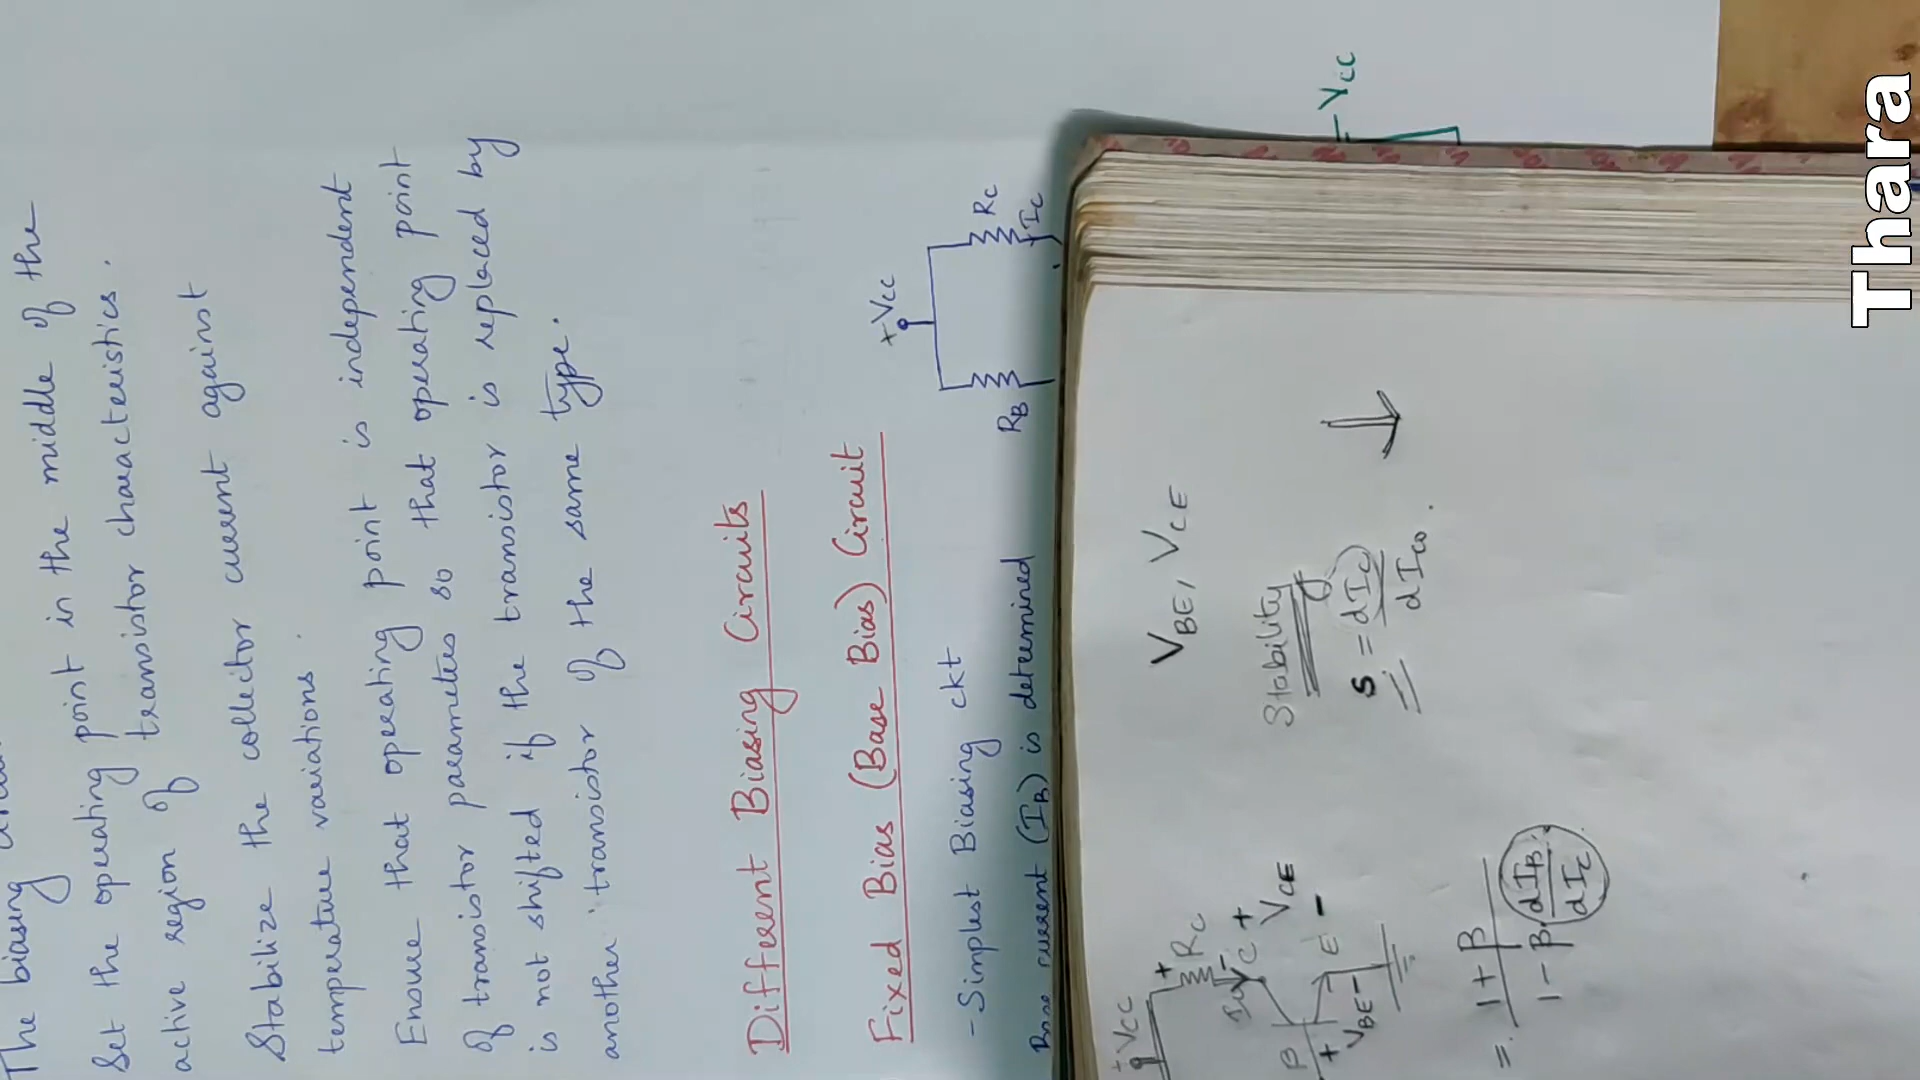 The biasing
Set the operating point in the middle of the
active region of transistor characteristics.
Stabilize the collector current against
temperature variations.
Ensure that operating point is independent
of transistor parameters so that operating point
is not shifted if the transistor is replaced by
another transistor of the same type.
Different Biasing Circuits
Fixed Bias (Base Bias) Circuit
-Simplest Biasing ckt
Base current (IB) is determined
+VCC
RB
RC
IC
-VCC
VBE, VCE
Stability
S = dIC
dICO.
+VCC
+
RC
-
C +
VCE
B
+
VBE -
E -
= 1+β
1-β dIB
dIC
Thara